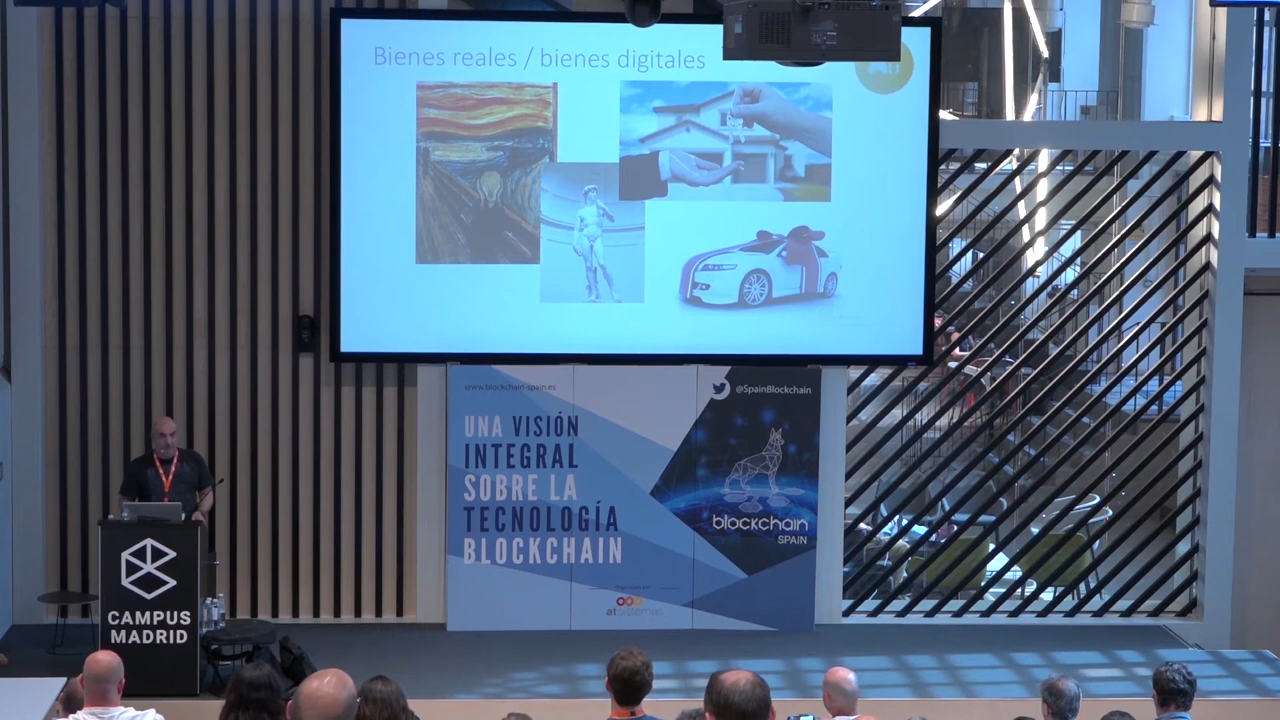 Bienes reales / bienes digitales
www.blockchain-spain.es
@SpainBlockchain
UNA VISIÓN
INTEGRAL
SOBRE LA
TECNOLOGÍA
BLOCKCHAIN
blockchain
SPAIN
atSistemas
CAMPUS
MADRID